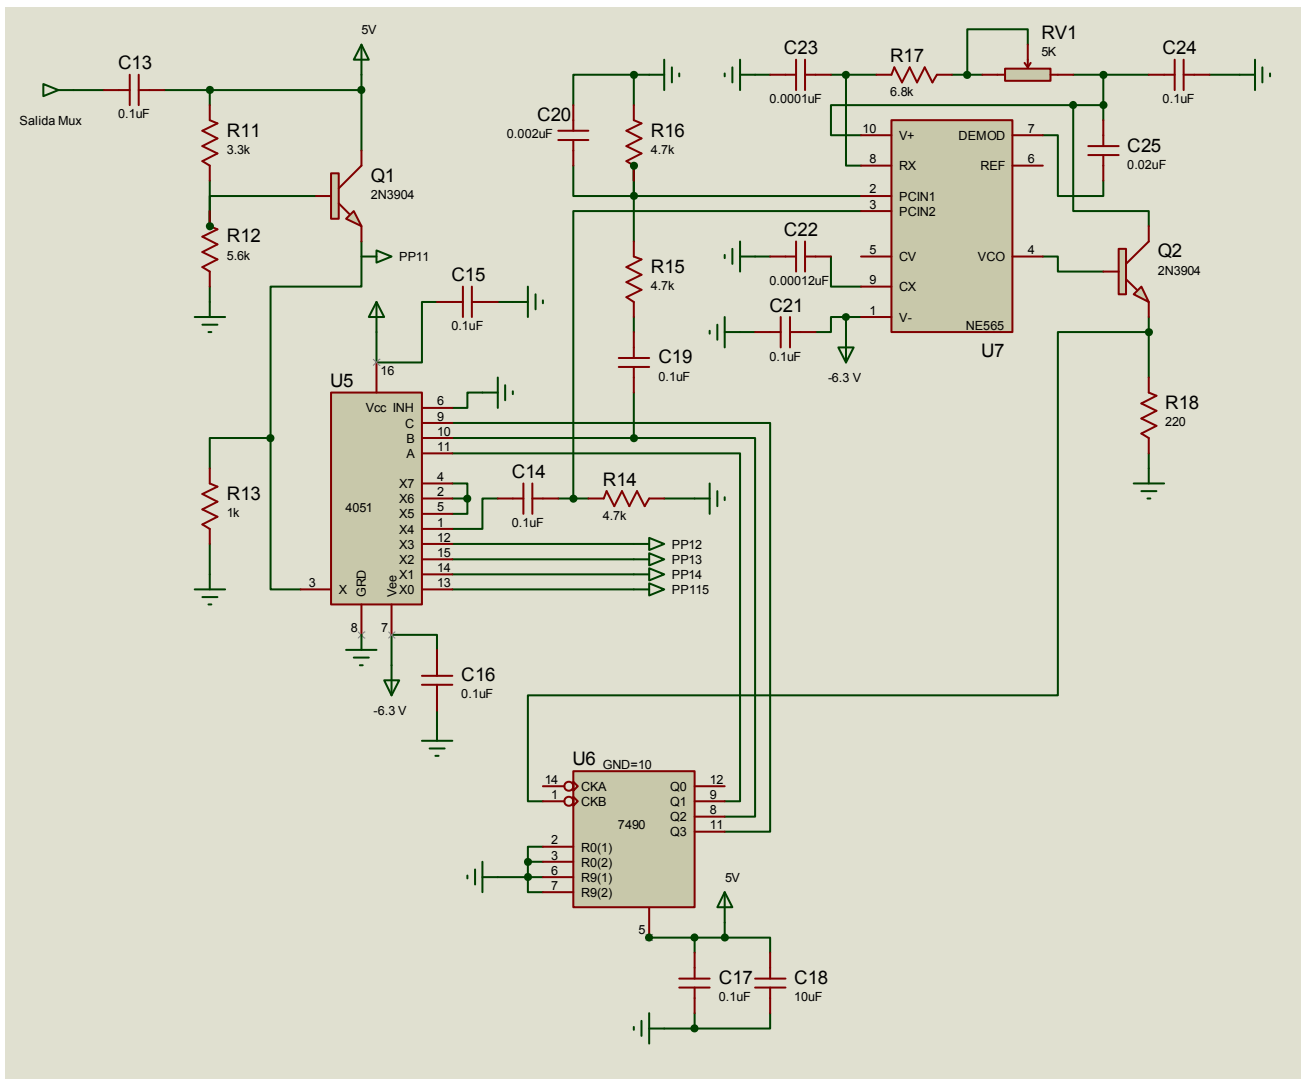 5V
C13
0.1uF
Salida Mux
R11
3.3k
Q1
2N3904
R12
5.6k
PP11
C15
0.1uF
C20
0.002uF
R16
4.7k
R15
4.7k
C19
0.1uF
C23
0.0001uF
R17
6.8k
RV1
5K
C24
0.1uF
C25
0.02uF
10 V+ DEMOD 7
8 RX REF 6
2 PCIN1
3 PCIN2
5 CV VCO 4
9 CX
1 V-
NE565
U7
C22
0.00012uF
C21
0.1uF
-6.3 V
Q2
2N3904
R18
220
U5
16
Vcc INH 6
C 9
B 10
A 11
X7 4
X6 2
X5 5
X4 1
X3 12
X2 15
X1 14
X0 13
4051
3 X
GRD
Vee
8
7
R13
1k
C14
0.1uF
R14
4.7k
PP12
PP13
PP14
PP115
C16
0.1uF
-6.3 V
U6
GND=10
14 CKA Q0 12
1 CKB Q1 9
Q2 8
Q3 11
7490
2 R0(1)
3 R0(2)
6 R9(1)
7 R9(2)
5
5V
C17
0.1uF
C18
10uF